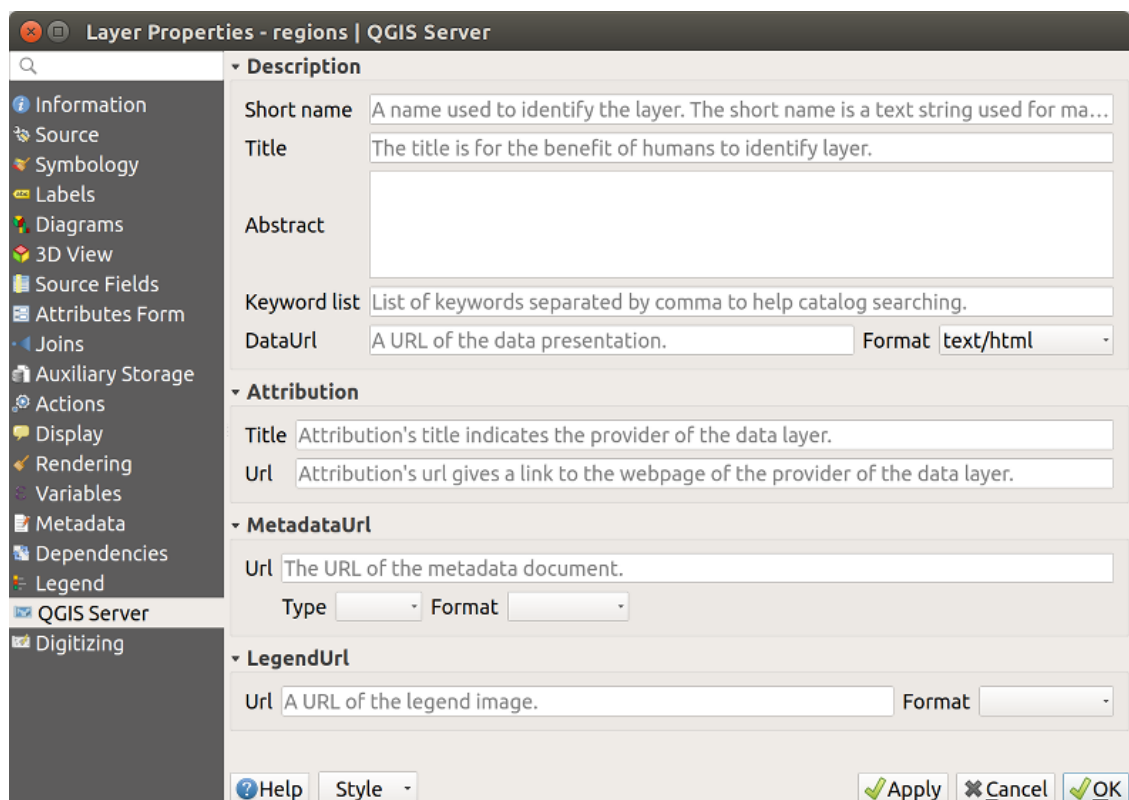 Layer Properties - regions | QGIS Server
Information
Source
Symbology
Labels
Diagrams
3D View
Source Fields
Attributes Form
Joins
Auxiliary Storage
Actions
Display
Rendering
Variables
Metadata
Dependencies
Legend
QGIS Server
Digitizing
Description
Short name A name used to identify the layer. The short name is a text string used for ma...
Title The title is for the benefit of humans to identify layer.
Abstract
Keyword list List of keywords separated by comma to help catalog searching.
DataUrl A URL of the data presentation. Format text/html
Attribution
Title Attribution's title indicates the provider of the data layer.
Url Attribution's url gives a link to the webpage of the provider of the data layer.
MetadataUrl
Url The URL of the metadata document.
Type Format
LegendUrl
Url A URL of the legend image. Format
Help Style Apply Cancel OK